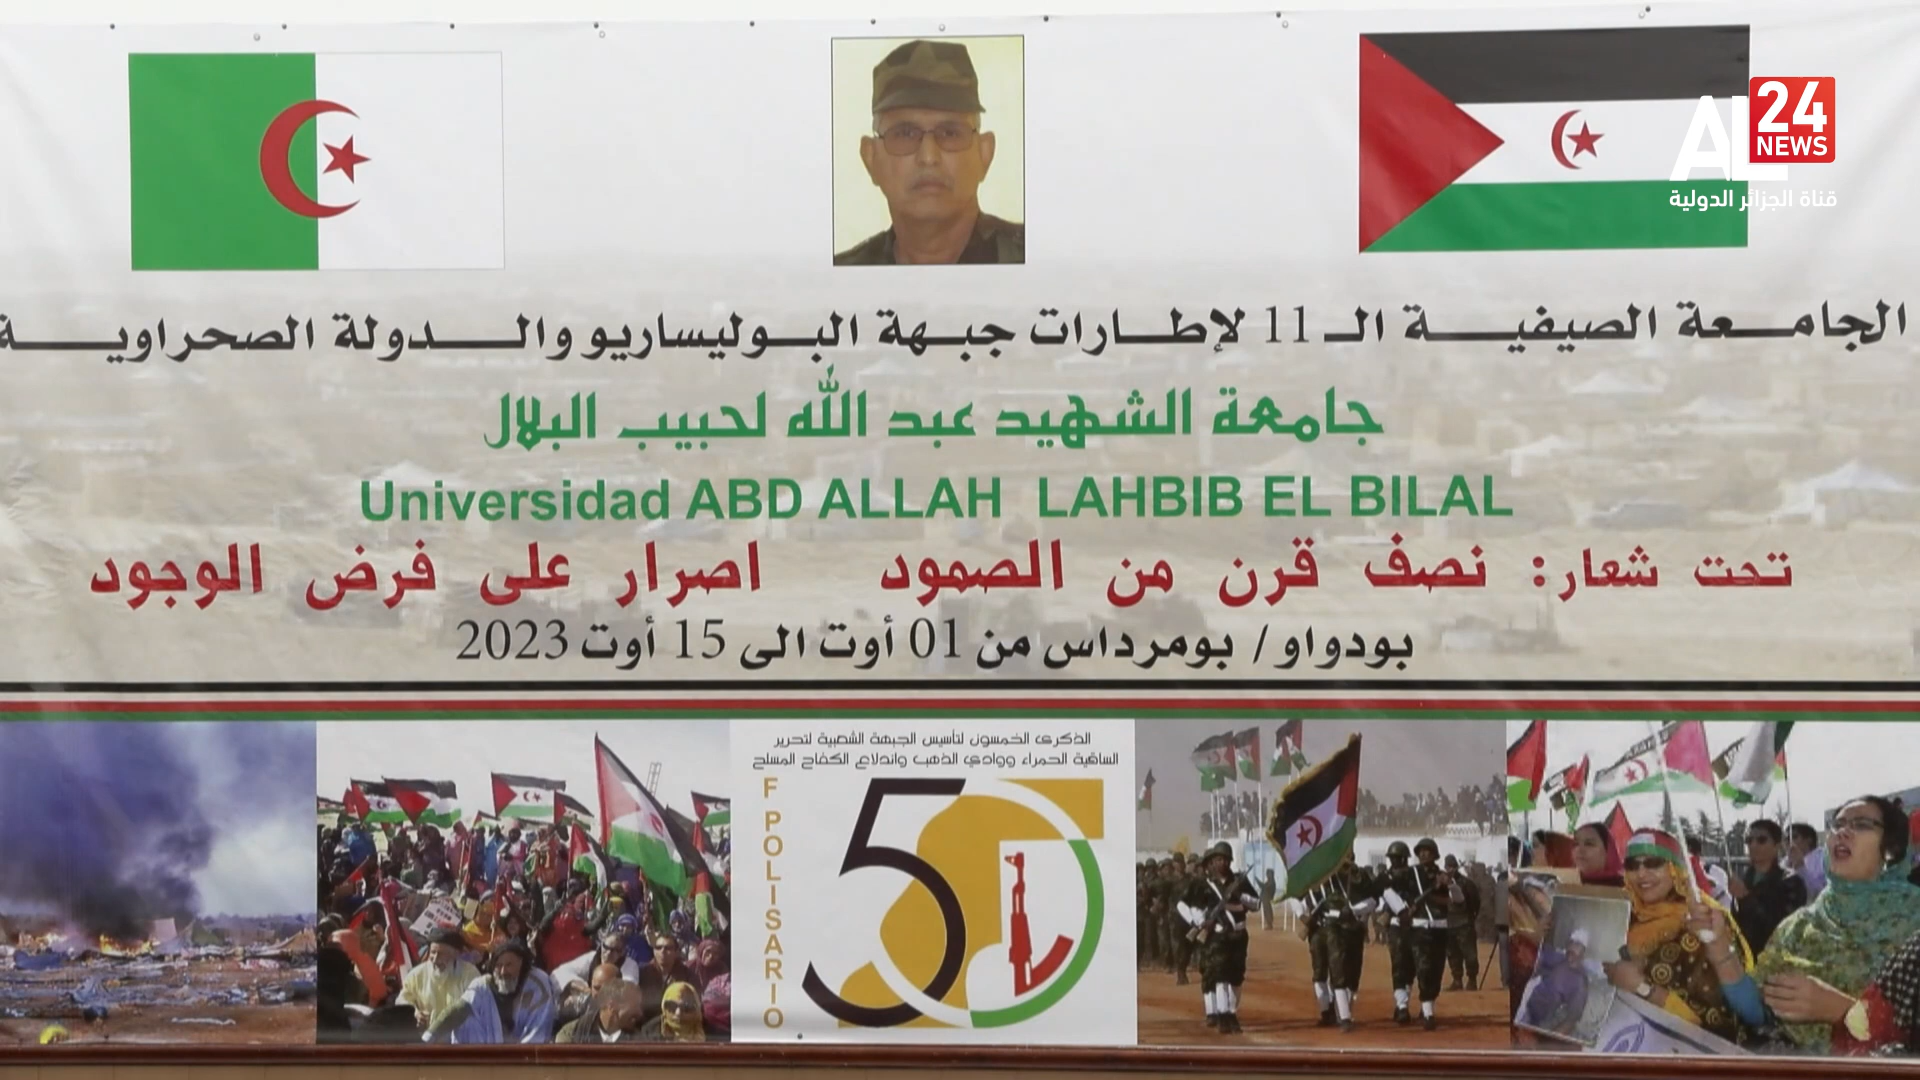 AL 24 NEWS
قناة الجزائر الدولية
الجامعة الصيفية الـ 11 لإطارات جبهة البوليساريو والدولة الصحراوية
جامعة الشهيد عبد الله لحبيب البلال
Universidad ABD ALLAH LAHBIB EL BILAL
تحت شعار: نصف قرن من الصمود اصرار على فرض الوجود
بودواو / بومرداس من 01 أوت الى 15 أوت 2023
الذكرى الخمسون لتأسيس الجبهة الشعبية لتحرير
الساقية الحمراء ووادي الذهب واندلاع الكفاح المسلح
F POLISARIO
50